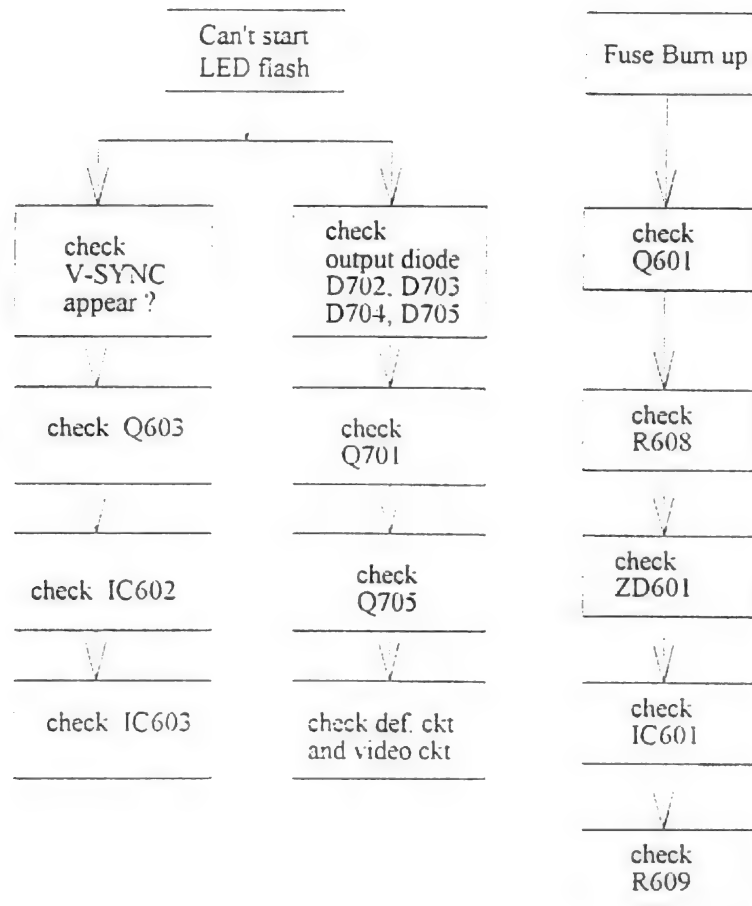 Can't start
LED flash
check
V-SYNC
appear ?
check Q603
check IC602
check IC603
check
output diode
D702, D703
D704, D705
check
Q701
check
Q705
check def. ckt
and video ckt
Fuse Burn up
check
Q601
check
R608
check
ZD601
check
IC601
check
R609